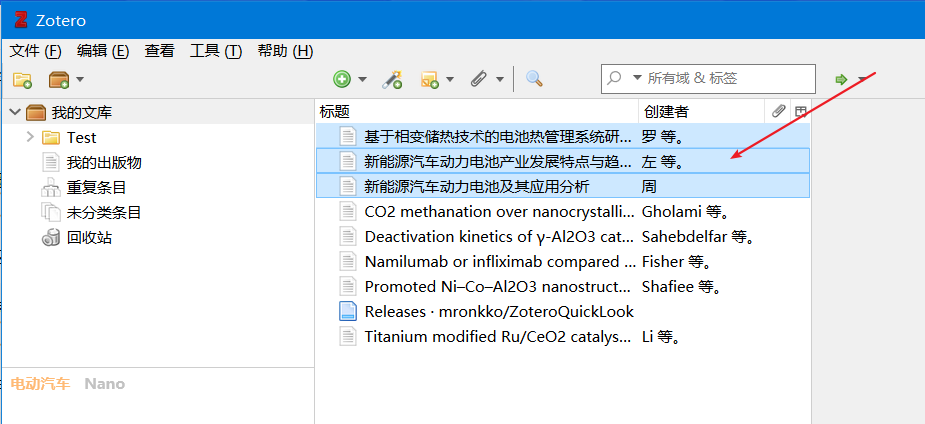 Zotero
文件 (F) 编辑 (E) 查看 工具 (T) 帮助 (H)
所有域 & 标签
我的文库
Test
我的出版物
重复条目
未分类条目
回收站
电动汽车 Nano
标题 创建者
基于相变储热技术的电池热管理系统研... 罗 等。
新能源汽车动力电池产业发展特点与趋... 左 等。
新能源汽车动力电池及其应用分析 周
CO2 methanation over nanocrystalli... Gholami 等。
Deactivation kinetics of γ-Al2O3 cat... Sahebdelfar 等。
Namilumab or infliximab compared ... Fisher 等。
Promoted Ni–Co–Al2O3 nanostruct... Shafiee 等。
Releases · mronkko/ZoteroQuickLook
Titanium modified Ru/CeO2 catalys... Li 等。